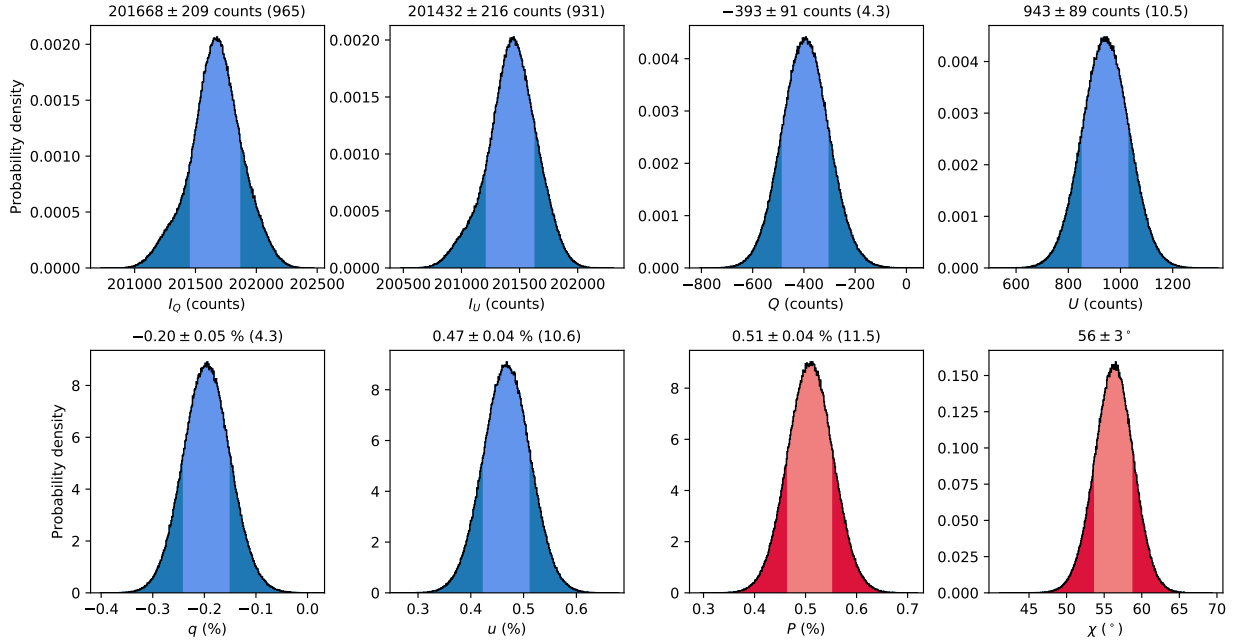 201668 ± 209 counts (965)
201432 ± 216 counts (931)
−393 ± 91 counts (4.3)
943 ± 89 counts (10.5)
Probability density
0.0020
0.0015
0.0010
0.0005
0.0000
201000 201500 202000 202500
I_Q (counts)
0.0020
0.0015
0.0010
0.0005
0.0000
200500 201000 201500 202000
I_U (counts)
0.004
0.003
0.002
0.001
0.000
−800 −600 −400 −200 0
Q (counts)
0.004
0.003
0.002
0.001
0.000
600 800 1000 1200
U (counts)
−0.20 ± 0.05 % (4.3)
0.47 ± 0.04 % (10.6)
0.51 ± 0.04 % (11.5)
56 ± 3°
Probability density
8
6
4
2
0
−0.4 −0.3 −0.2 −0.1 0.0
q (%)
8
6
4
2
0
0.3 0.4 0.5 0.6
u (%)
8
6
4
2
0
0.3 0.4 0.5 0.6 0.7
P (%)
0.150
0.125
0.100
0.075
0.050
0.025
0.000
45 50 55 60 65 70
χ (°)